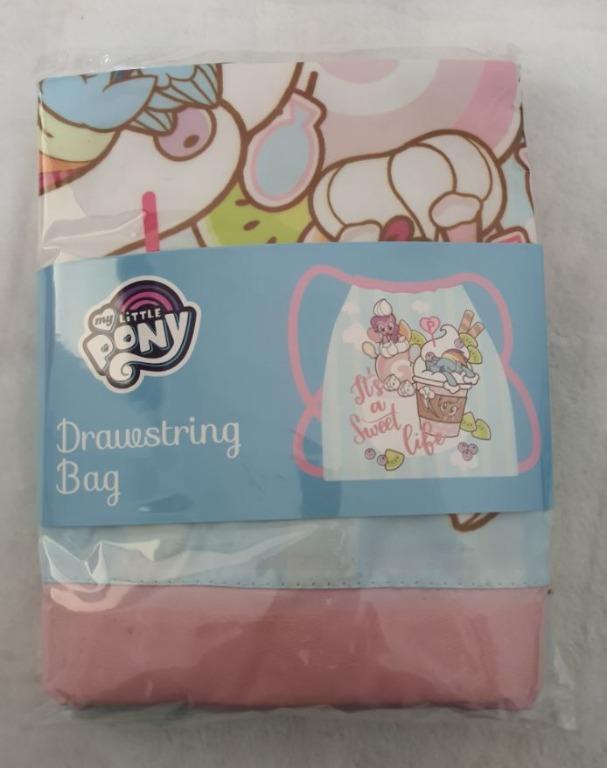 my LiTTLE
PONY
Drawstring
Bag
P
It's
a
Sweet
life